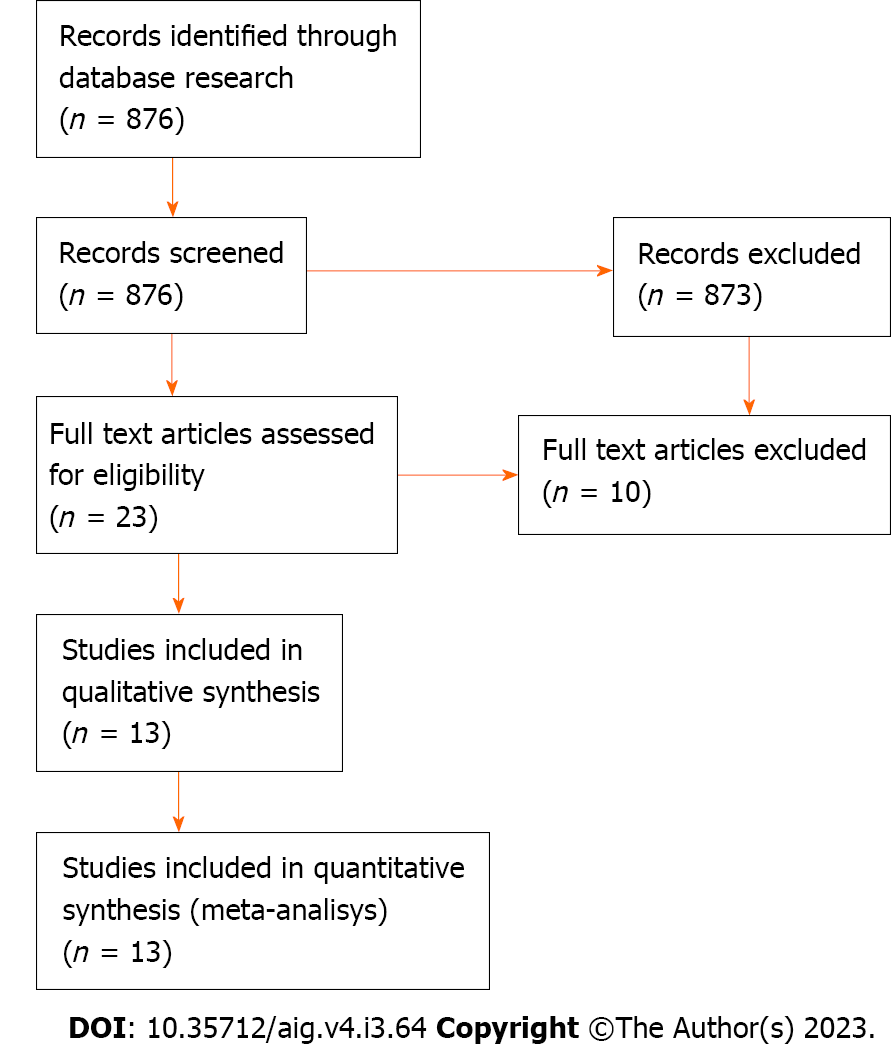 Records identified through
database research
(n = 876)
Records screened
(n = 876)
Records excluded
(n = 873)
Full text articles assessed
for eligibility
(n = 23)
Full text articles excluded
(n = 10)
Studies included in
qualitative synthesis
(n = 13)
Studies included in quantitative
synthesis (meta-analisys)
(n = 13)
DOI: 10.35712/aig.v4.i3.64 Copyright ©The Author(s) 2023.